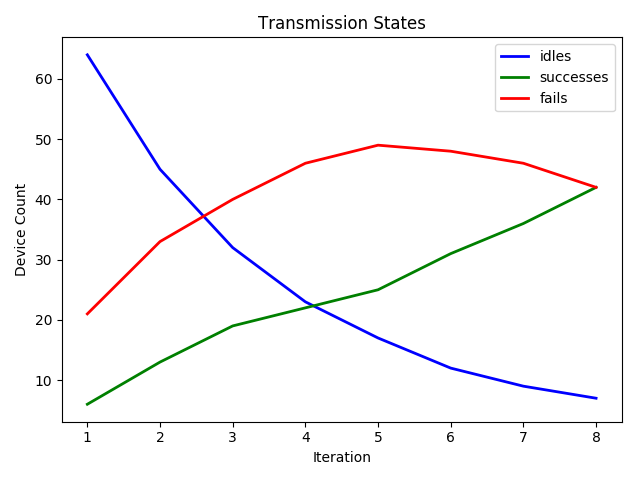 Transmission States
idles
successes
fails
Device Count
60
50
40
30
20
10
1 2 3 4 5 6 7 8
Iteration